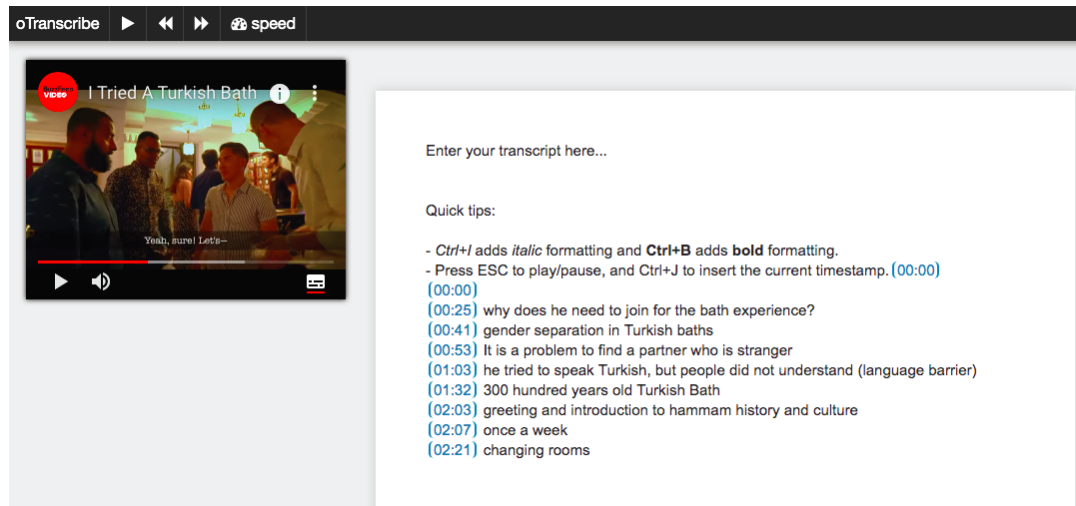 oTranscribe speed
BuzzFeed VIDEO I Tried A Turkish Bath
Yeah, sure! Let's—
Enter your transcript here...
Quick tips:
- Ctrl+I adds italic formatting and Ctrl+B adds bold formatting.
- Press ESC to play/pause, and Ctrl+J to insert the current timestamp. (00:00)
(00:00)
(00:25) why does he need to join for the bath experience?
(00:41) gender separation in Turkish baths
(00:53) It is a problem to find a partner who is stranger
(01:03) he tried to speak Turkish, but people did not understand (language barrier)
(01:32) 300 hundred years old Turkish Bath
(02:03) greeting and introduction to hammam history and culture
(02:07) once a week
(02:21) changing rooms